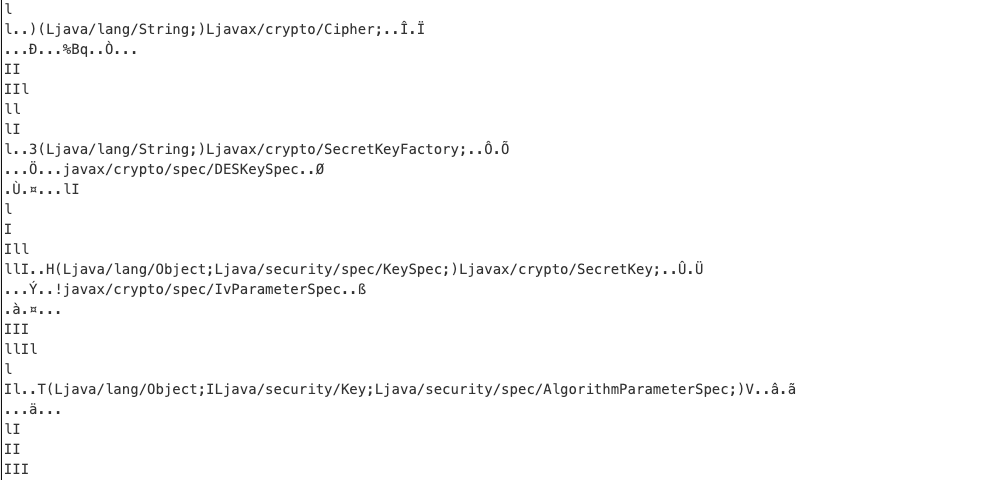 l
l..)(Ljava/lang/String;)Ljavax/crypto/Cipher;..Î.Ï
...Ð...%Bq..Ò...
II
IIl
ll
lI
l..3(Ljava/lang/String;)Ljavax/crypto/SecretKeyFactory;..Ô.Õ
...Ö...javax/crypto/spec/DESKeySpec..Ø
.Ù.¤...lI
l
I
Ill
llI..H(Ljava/lang/Object;Ljava/security/spec/KeySpec;)Ljavax/crypto/SecretKey;..Û.Ü
...Ý..!javax/crypto/spec/IvParameterSpec..ß
.à.¤...
III
llIl
l
Il..T(Ljava/lang/Object;ILjava/security/Key;Ljava/security/spec/AlgorithmParameterSpec;)V..â.ã
...ä...
lI
II
III